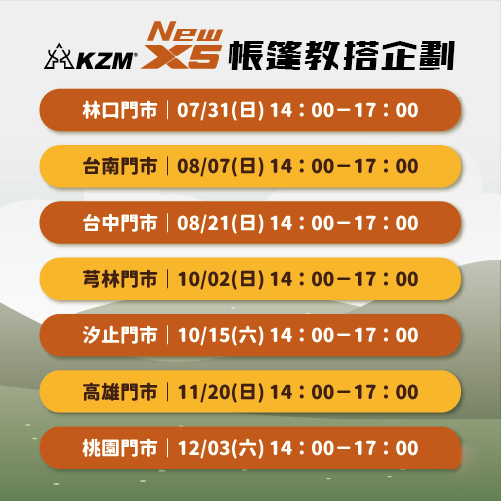 KZM® New X5 帳篷教搭企劃
林口門市｜07/31(日) 14：00－17：00
台南門市｜08/07(日) 14：00－17：00
台中門市｜08/21(日) 14：00－17：00
芎林門市｜10/02(日) 14：00－17：00
汐止門市｜10/15(六) 14：00－17：00
高雄門市｜11/20(日) 14：00－17：00
桃園門市｜12/03(六) 14：00－17：00